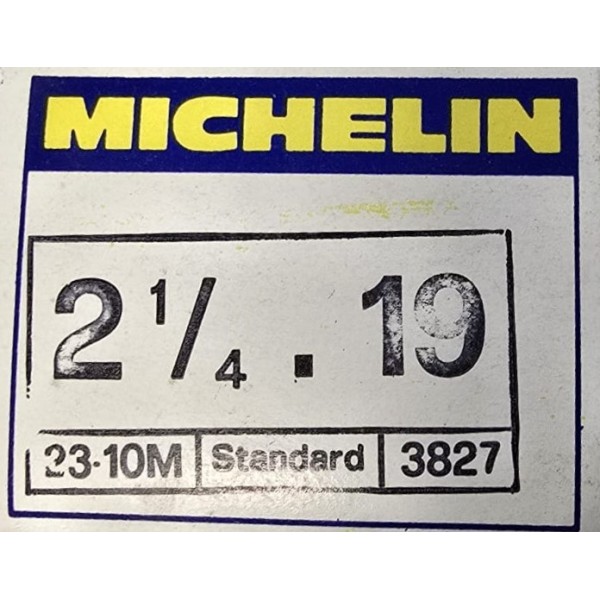 MICHELIN
2 1/4 . 19
23·10M Standard 3827